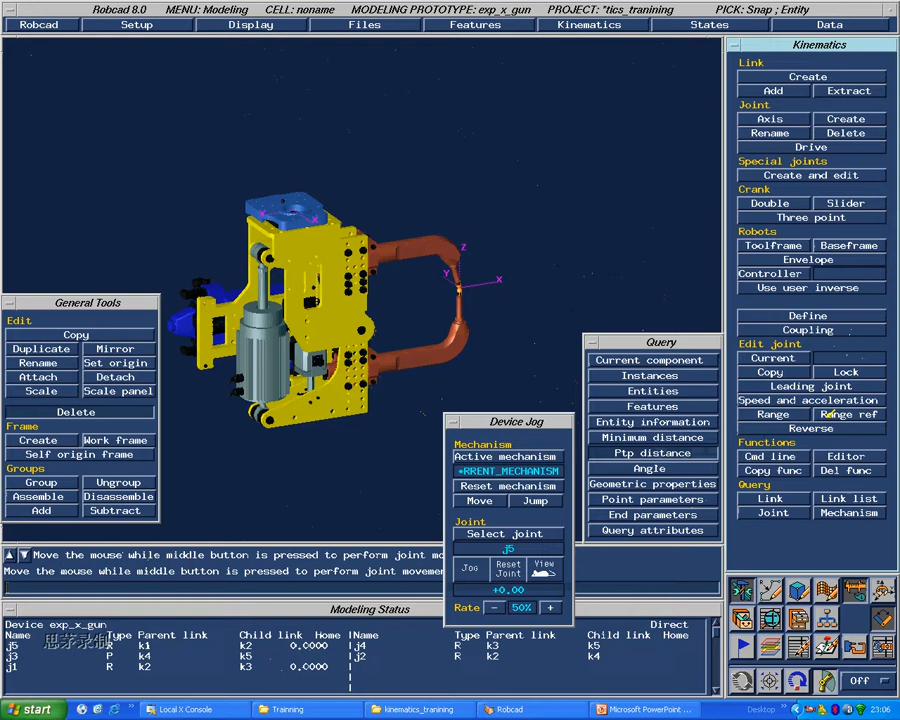 Robcad 8.0 MENU: Modeling CELL: noname MODELING PROTOTYPE: exp_x_gun PROJECT: "tics_tranining PICK: Snap ; Entity
Robcad Setup Display Files Features Kinematics States Data
Kinematics
Link
Create
Add Extract
Joint
Axis Create
Rename Delete
Drive
Special joints
Create and edit
Crank
Double Slider
Three point
Robots
Toolframe Baseframe
Envelope
Controller
Use user inverse
Define
Coupling
Edit joint
Current
Copy Lock
Leading joint
Speed and acceleration
Range Range ref
Reverse
Functions
Cmd line Editor
Copy func Del func
Query
Link Link list
Joint Mechanism
Off
X
X
Z
Y
X
General Tools
Edit
Copy
Duplicate Mirror
Rename Set origin
Attach Detach
Scale Scale panel
Delete
Frame
Create Work frame
Self origin frame
Groups
Group Ungroup
Assemble Disassemble
Add Subtract
Query
Current component
Instances
Entities
Features
Entity information
Minimum distance
Ptp distance
Angle
Geometric properties
Point parameters
End parameters
Query attributes
Device Jog
Mechanism
Active mechanism
*RRENT_MECHANISM
Reset mechanism
Move Jump
Joint
Select joint
j5
Jog Reset Joint View
+0.00
Rate - 50% +
Move the mouse while middle button is pressed to perform joint mo
Move the mouse while middle button is pressed to perform joint movemen
Modeling Status
Device exp_x_gun Direct
Name Type Parent link Child link Home Name Type Parent link Child link Home
j5 R k1 k2 0.0000 j4 R k3 k5
j3 R k4 k5 j2 R k2 k4
j1 R k2 k3 0.0000
思茅录制
start Local X Console Trainning kinematics_tranining Robcad Microsoft PowerPoint ... Desktop 23:06